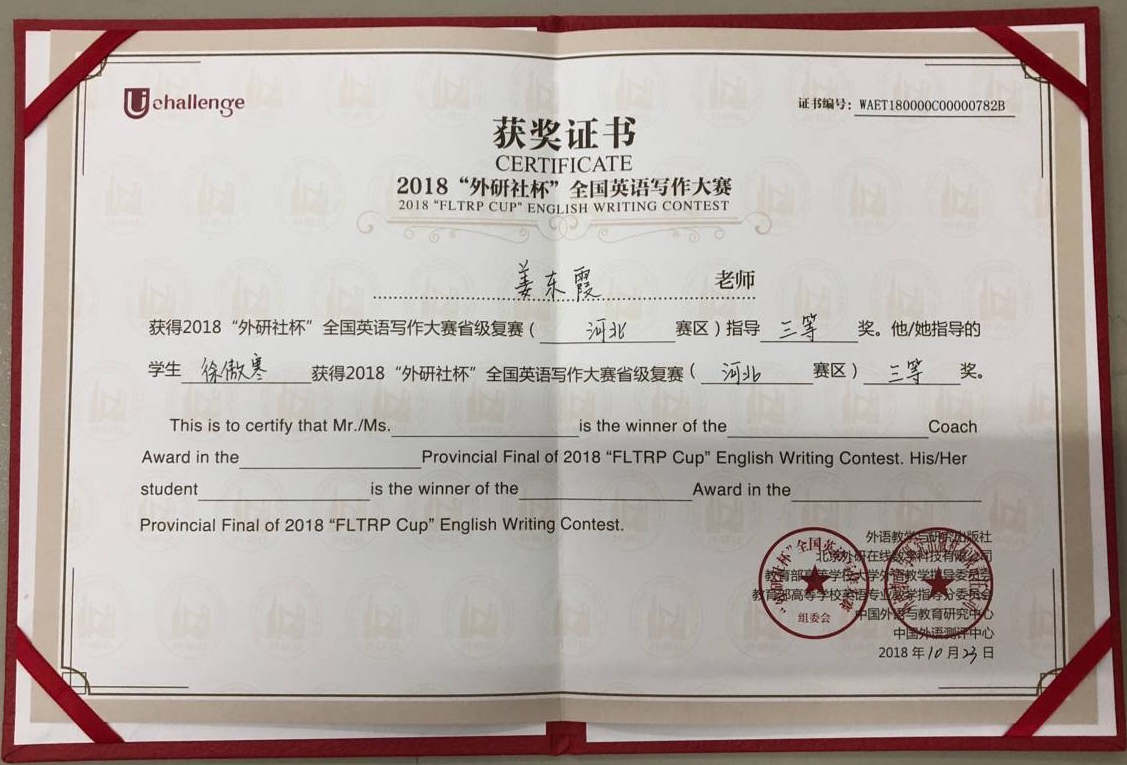 Uchallenge
证书编号：WAET180000C00000782B
获奖证书
CERTIFICATE
2018“外研社杯”全国英语写作大赛
2018 “FLTRP CUP” ENGLISH WRITING CONTEST
姜东霞 老师
获得2018“外研社杯”全国英语写作大赛省级复赛（ 河北 赛区）指导 三等 奖。他/她指导的
学生 徐傲寒 获得2018“外研社杯”全国英语写作大赛省级复赛（ 河北 赛区） 三等 奖。
This is to certify that Mr./Ms. is the winner of the Coach
Award in the Provincial Final of 2018 “FLTRP Cup” English Writing Contest. His/Her
student is the winner of the Award in the
Provincial Final of 2018 “FLTRP Cup” English Writing Contest.
外语教学与研究出版社
北京外研在线数字科技有限公司
教育部高等学校大学外语教学指导委员会
教育部高等学校英语专业教学指导分委员会
中国外语与教育研究中心
中国外语测评中心
2018 年 10 月 23 日
组委会